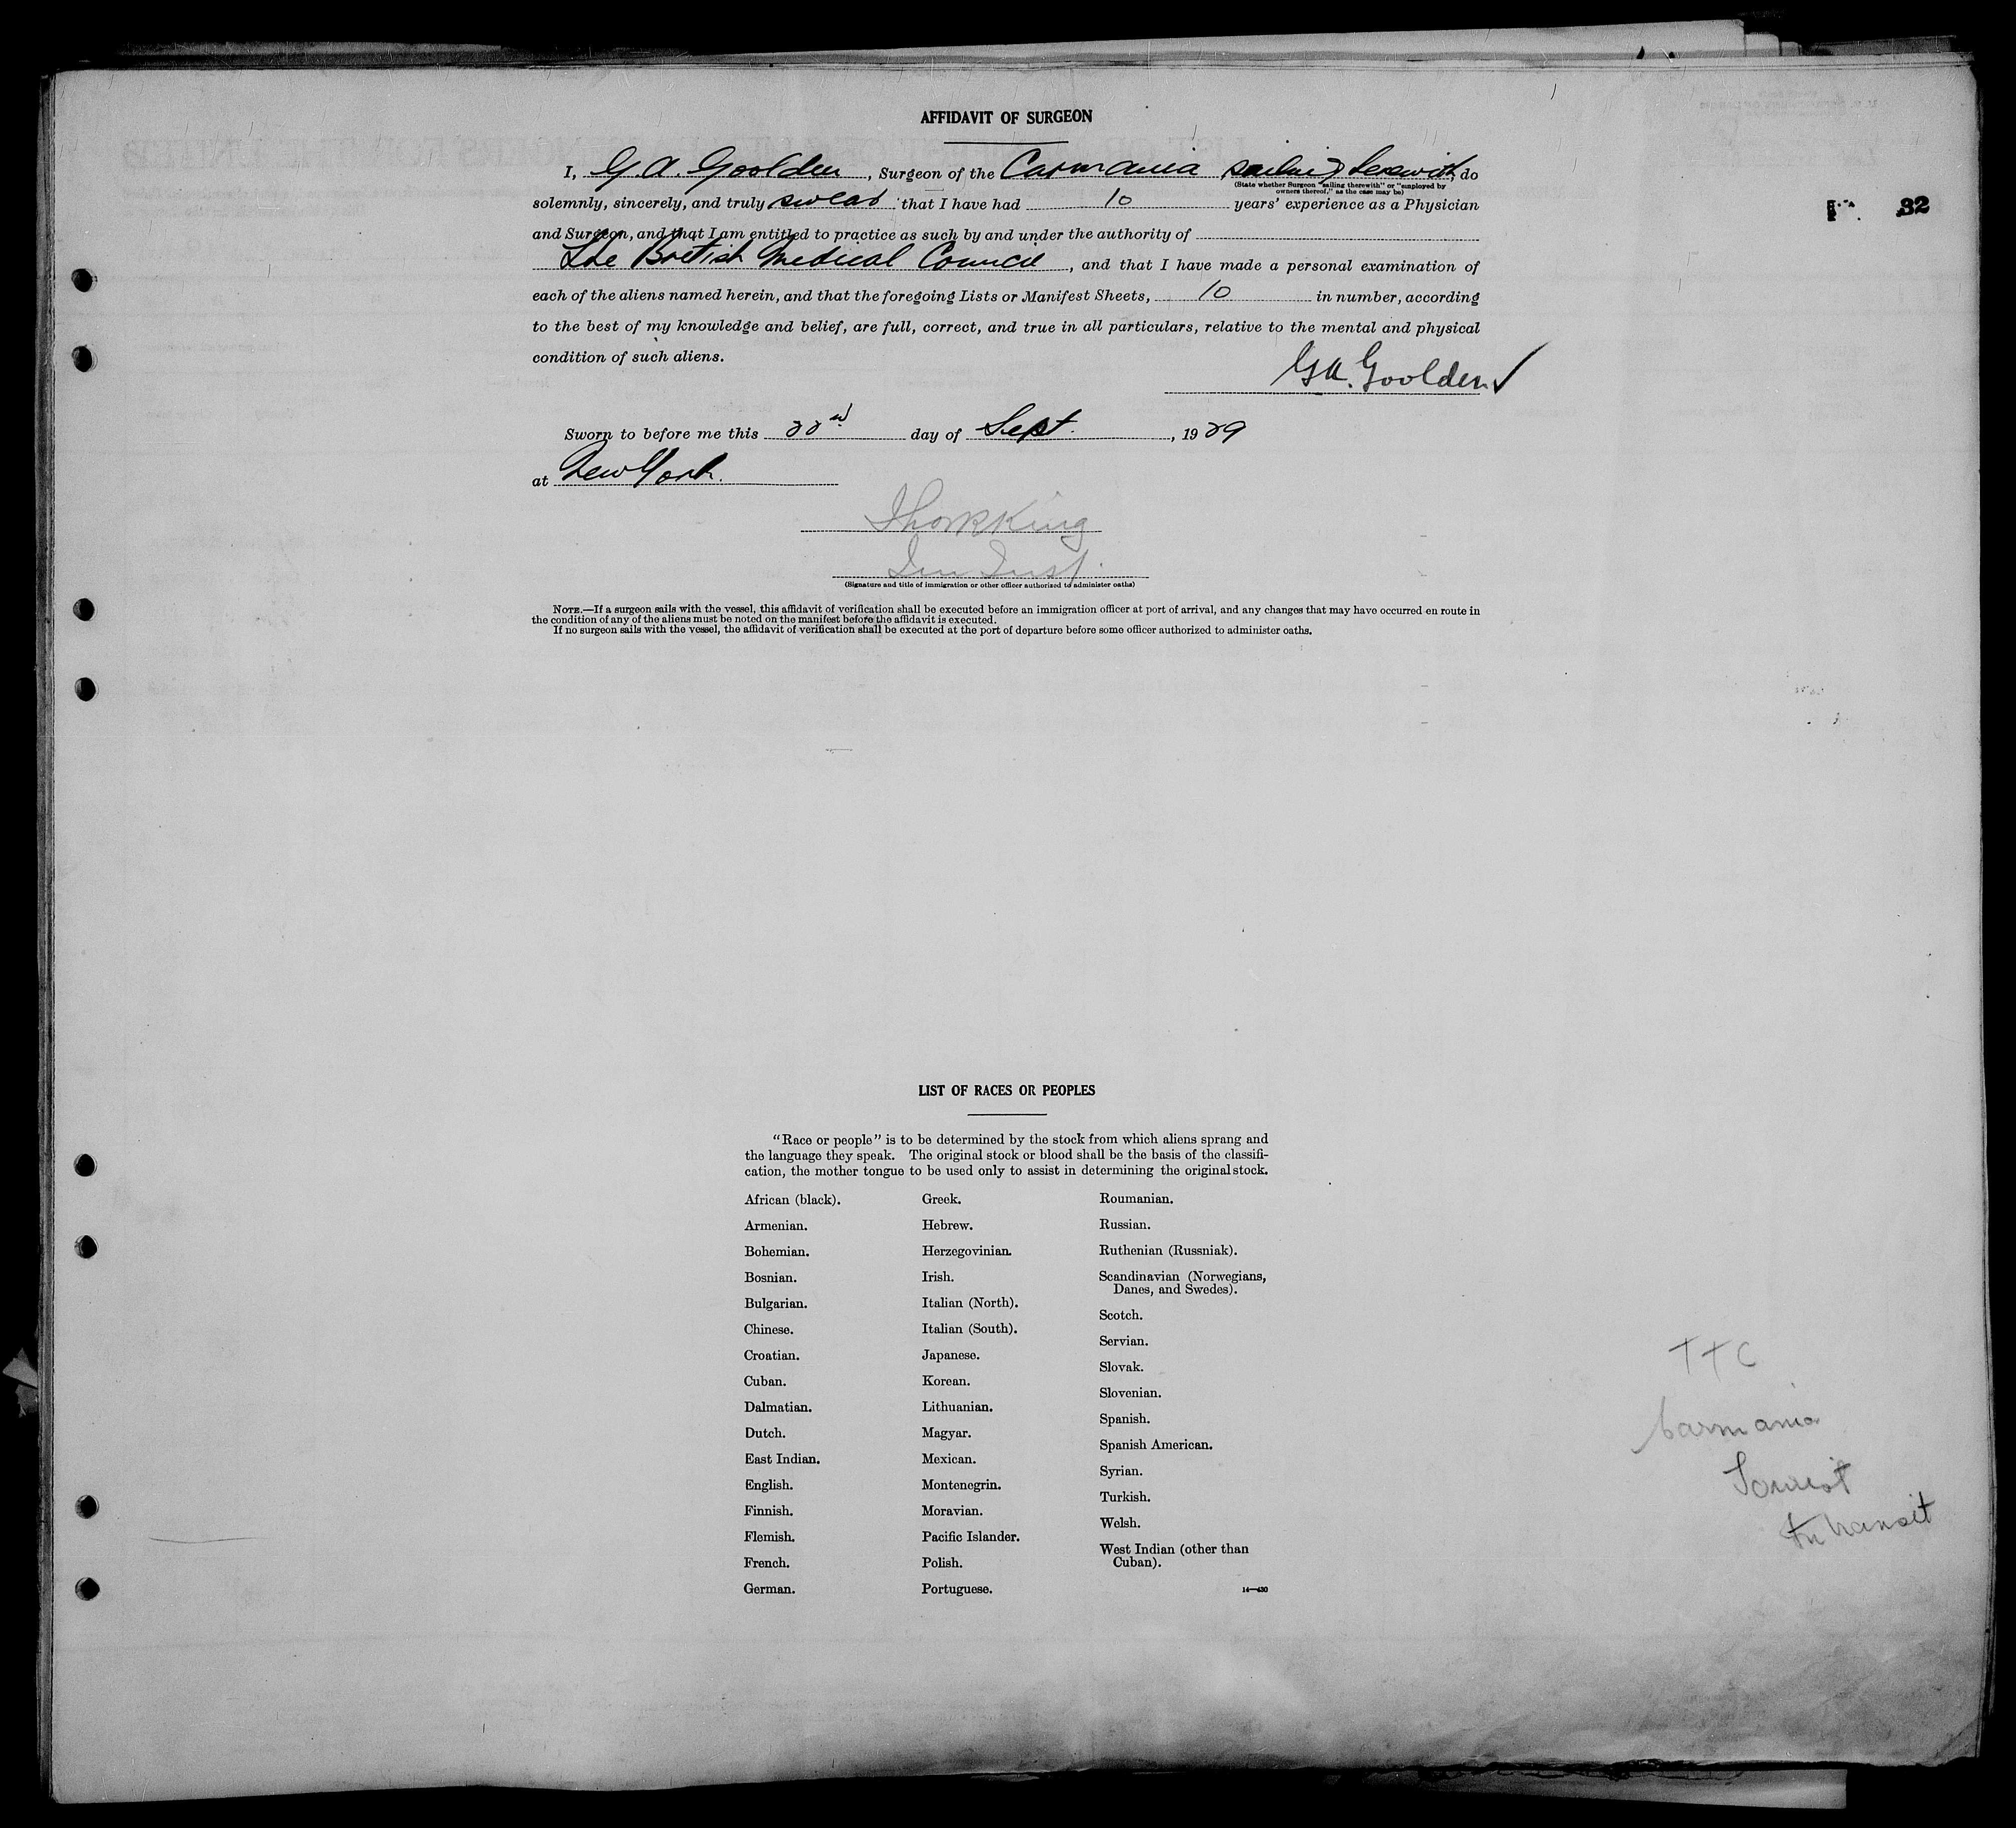 AFFIDAVIT OF SURGEON
I, G. A. Goolden, Surgeon of the Carmania sailing therewith, do
(State whether Surgeon "sailing therewith" or "employed by
owners thereof," as the case may be)
solemnly, sincerely, and truly swear that I have had 10 years' experience as a Physician
32
and Surgeon, and that I am entitled to practice as such by and under the authority of
The British Medical Council, and that I have made a personal examination of
each of the aliens named herein, and that the foregoing Lists or Manifest Sheets, 10 in number, according
to the best of my knowledge and belief, are full, correct, and true in all particulars, relative to the mental and physical
condition of such aliens.
G A. Goolden
Sworn to before me this 22nd day of Sept., 1929
at New York.
King
Imm Insp.
(Signature and title of immigration or other officer authorized to administer oaths)
NOTE.—If a surgeon sails with the vessel, this affidavit of verification shall be executed before an immigration officer at port of arrival, and any changes that may have occurred en route in
the condition of any of the aliens must be noted on the manifest before the affidavit is executed.
If no surgeon sails with the vessel, the affidavit of verification shall be executed at the port of departure before some officer authorized to administer oaths.
LIST OF RACES OR PEOPLES
"Race or people" is to be determined by the stock from which aliens sprang and
the language they speak. The original stock or blood shall be the basis of the classifi-
cation, the mother tongue to be used only to assist in determining the original stock.
African (black).
Armenian.
Bohemian.
Bosnian.
Bulgarian.
Chinese.
Croatian.
Cuban.
Dalmatian.
Dutch.
East Indian.
English.
Finnish.
Flemish.
French.
German.
Greek.
Hebrew.
Herzegovinian.
Irish.
Italian (North).
Italian (South).
Japanese.
Korean.
Lithuanian.
Magyar.
Mexican.
Montenegrin.
Moravian.
Pacific Islander.
Polish.
Portuguese.
Roumanian.
Russian.
Ruthenian (Russniak).
Scandinavian (Norwegians,
Danes, and Swedes).
Scotch.
Servian.
Slovak.
Slovenian.
Spanish.
Spanish American.
Syrian.
Turkish.
Welsh.
West Indian (other than
Cuban).
14—430
TTC
Carmania
Tourist
In transit